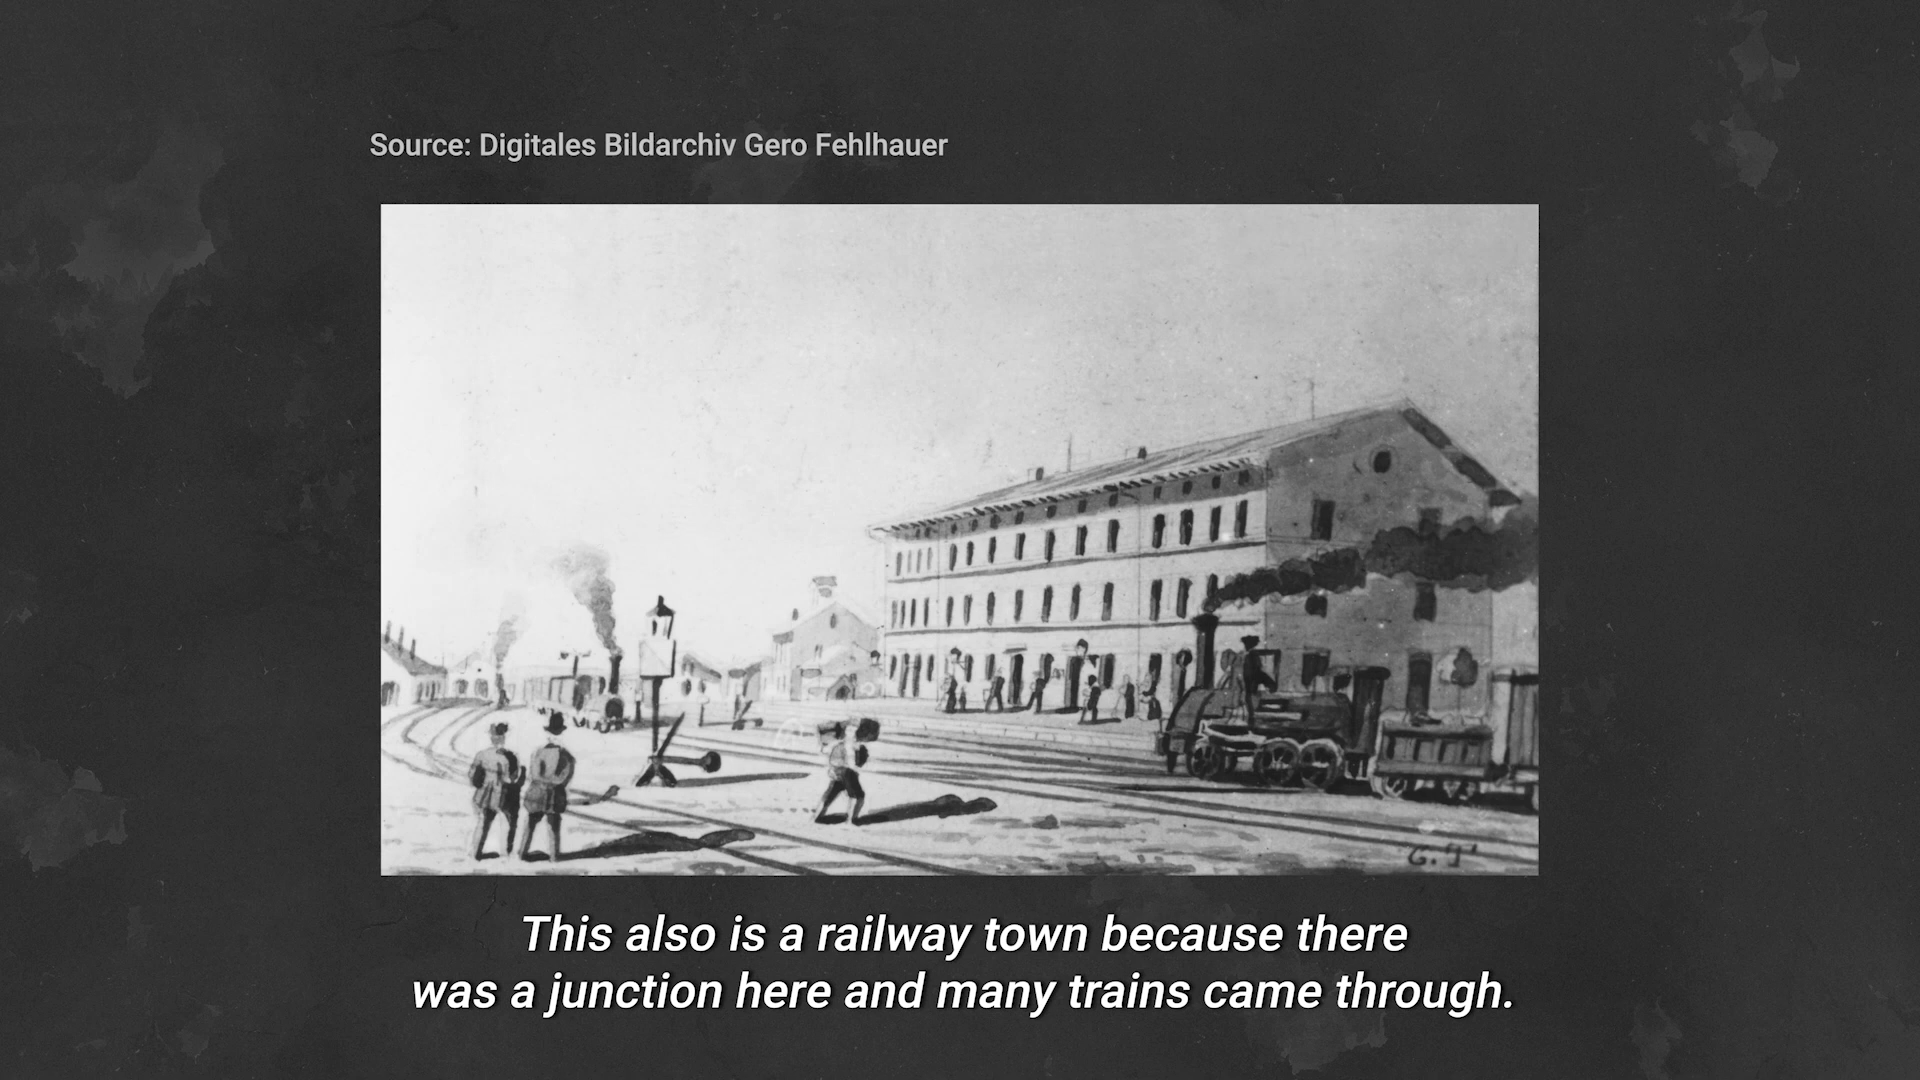 Source: Digitales Bildarchiv Gero Fehlhauer
G. T
This also is a railway town because there
was a junction here and many trains came through.